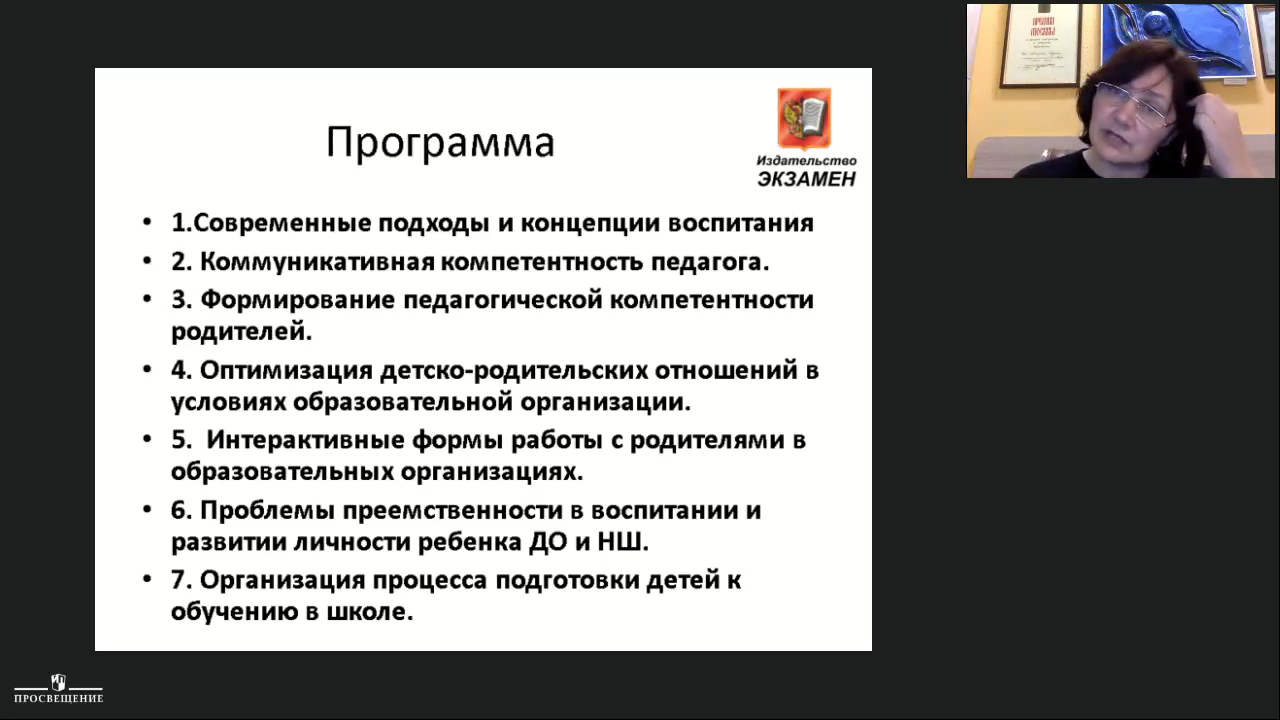 Программа
Издательство
ЭКЗАМЕН
• 1.Современные подходы и концепции воспитания
• 2. Коммуникативная компетентность педагога.
• 3. Формирование педагогической компетентности
родителей.
• 4. Оптимизация детско-родительских отношений в
условиях образовательной организации.
• 5. Интерактивные формы работы с родителями в
образовательных организациях.
• 6. Проблемы преемственности в воспитании и
развитии личности ребенка ДО и НШ.
• 7. Организация процесса подготовки детей к
обучению в школе.
ПРОСВЕЩЕНИЕ